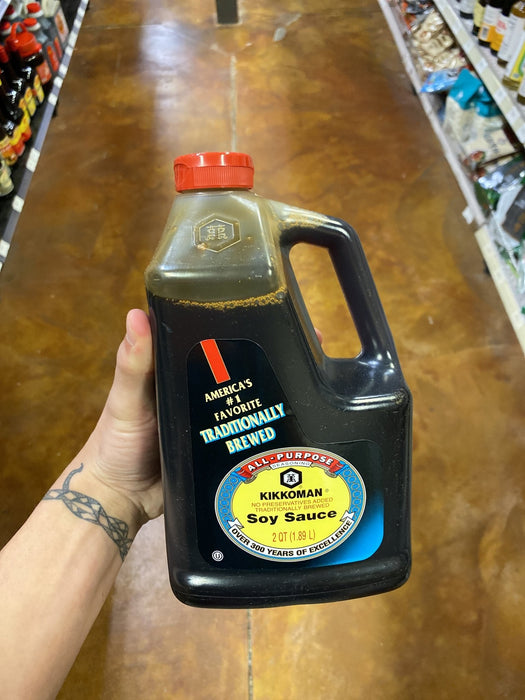 AMERICA'S
#1
FAVORITE
TRADITIONALLY
BREWED
ALL-PURPOSE
SEASONING
KIKKOMAN®
NO PRESERVATIVES ADDED
TRADITIONALLY BREWED
Soy Sauce
2 QT (1.89 L)
OVER 300 YEARS OF EXCELLENCE